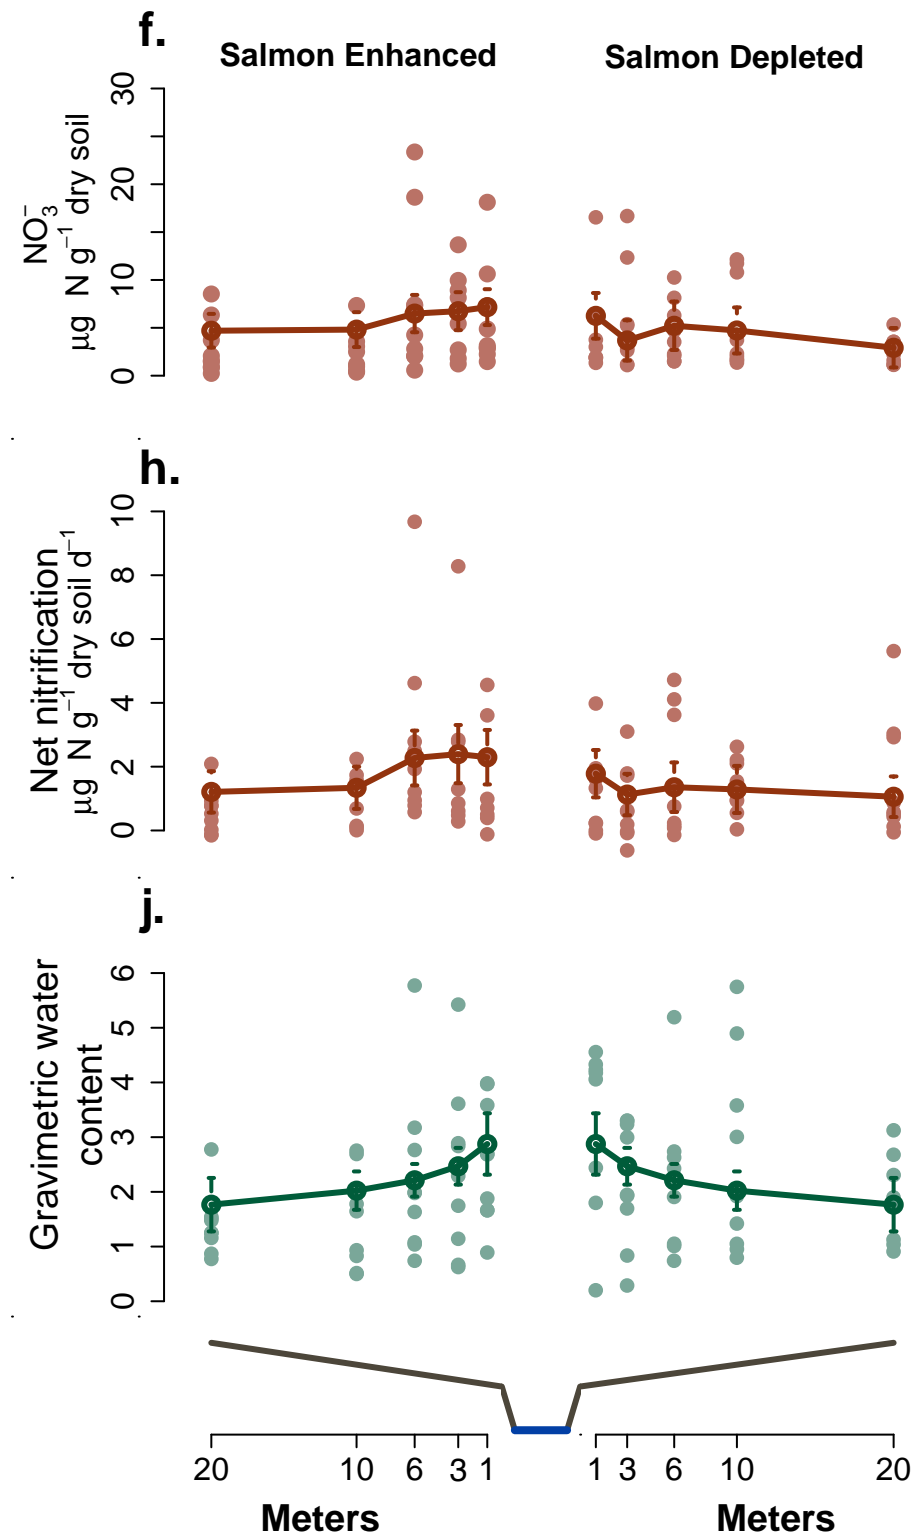 f.
Salmon Enhanced
Salmon Depleted
NO₃⁻
µg N g⁻¹ dry soil
30
20
10
0
h.
Net nitrification
µg N g⁻¹ dry soil d⁻¹
10
8
6
4
2
0
j.
Gravimetric water
content
6
5
4
3
2
1
0
20 10 6 3 1 1 3 6 10 20
Meters Meters